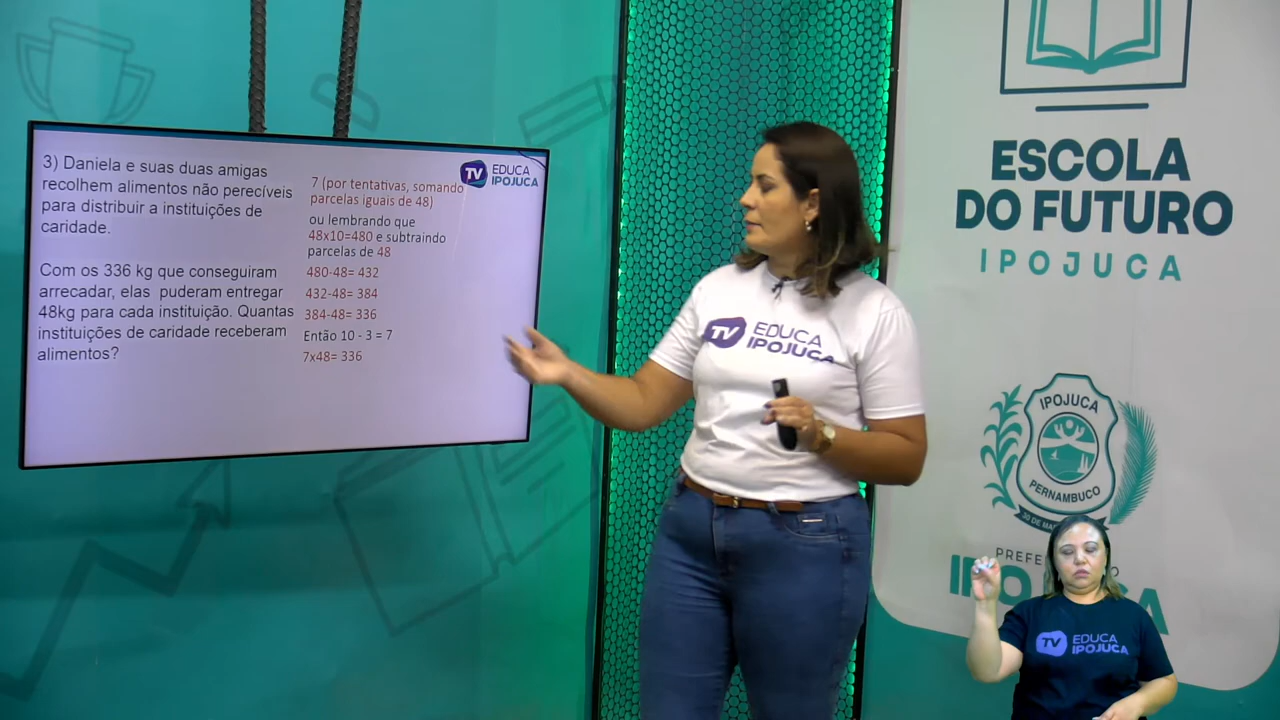 3) Daniela e suas duas amigas
recolhem alimentos não perecíveis
para distribuir a instituições de
caridade.
Com os 336 kg que conseguiram
arrecadar, elas puderam entregar
48kg para cada instituição. Quantas
instituições de caridade receberam
alimentos?
7 (por tentativas, somando
parcelas iguais de 48)
ou lembrando que
48x10=480 e subtraindo
parcelas de 48
480-48= 432
432-48= 384
384-48= 336
Então 10 - 3 = 7
7x48= 336
TV EDUCA
IPOJUCA
TV EDUCA
IPOJUCA
ESCOLA
DO FUTURO
IPOJUCA
IPOJUCA
PERNAMBUCO
30 DE
TV EDUCA
IPOJUCA